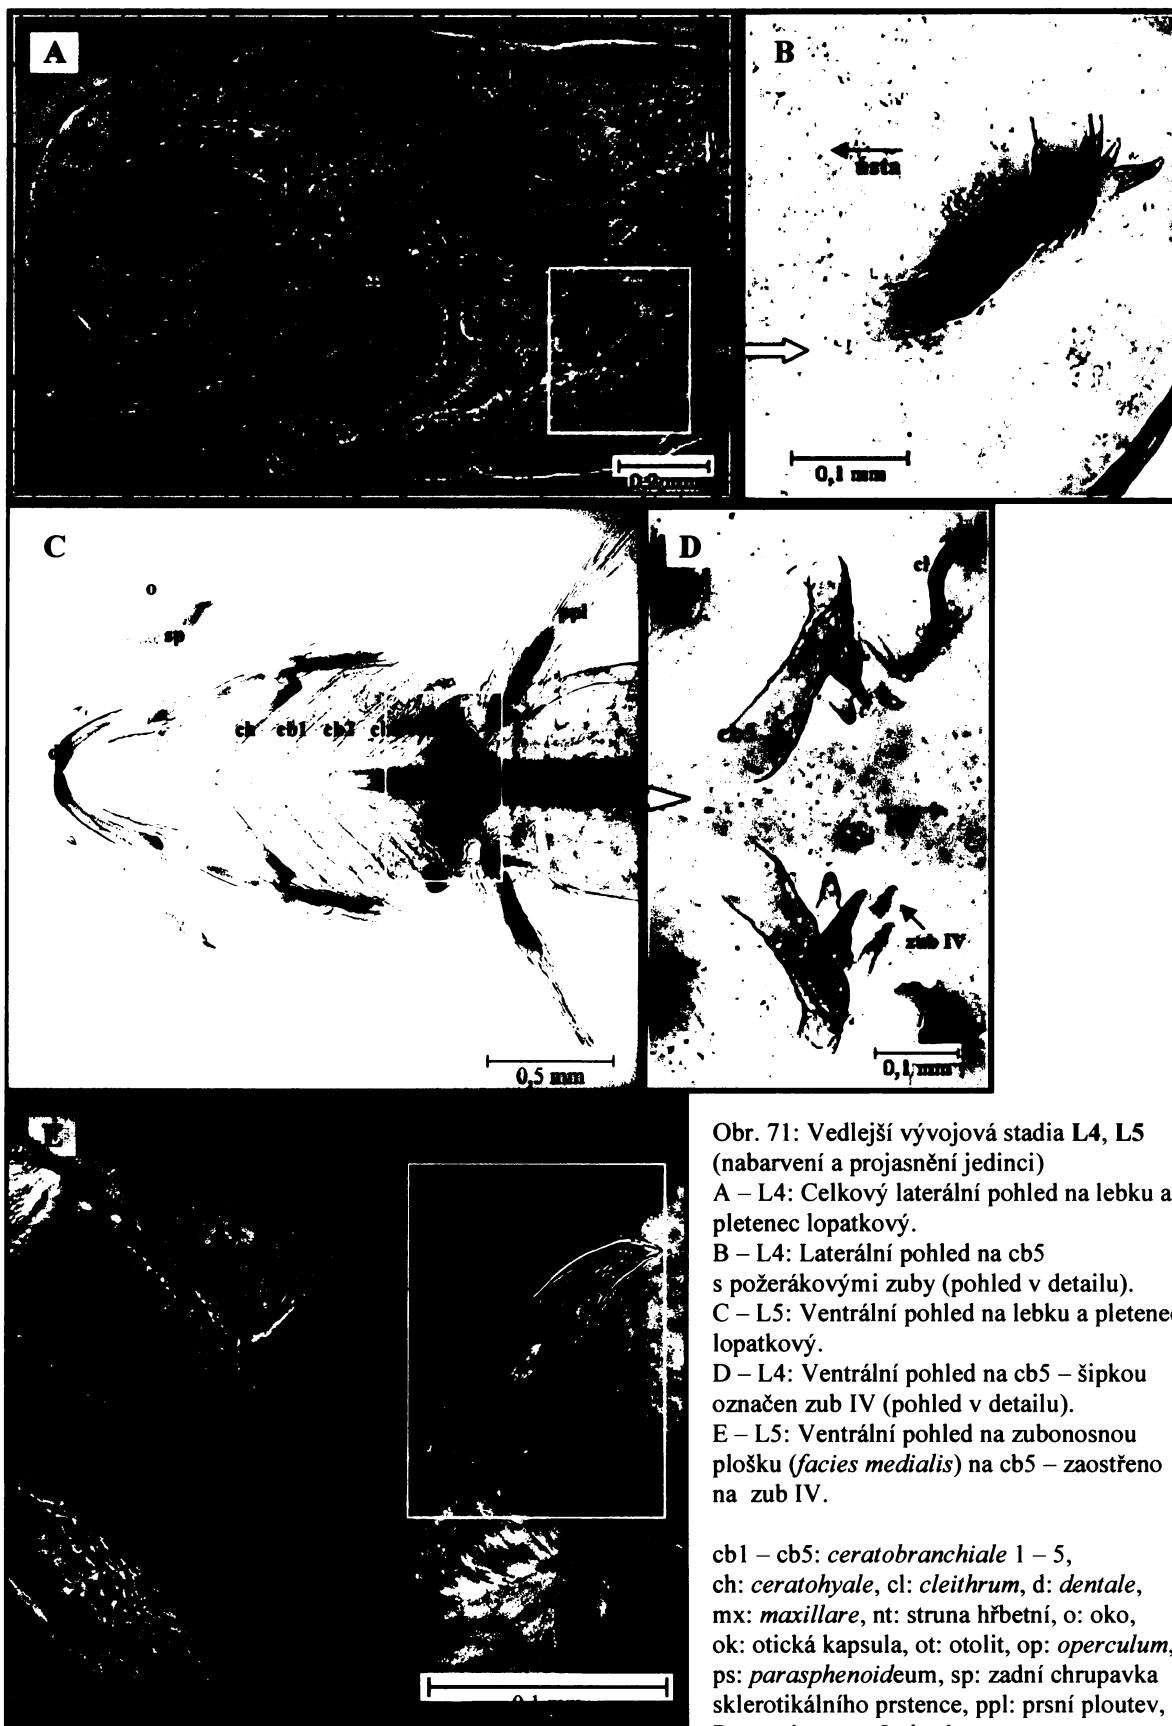 A
B
ústa
0,1 mm
C
o
sp
ppl
ch cb1 cb2
0,5 mm
D
cl
cb5
zub IV
0,1 mm
E
Obr. 71: Vedlejší vývojová stadia L4, L5
(nabarvení a projasnění jedinci)
A – L4: Celkový laterální pohled na lebku a
pletenec lopatkový.
B – L4: Laterální pohled na cb5
s požerákovými zuby (pohled v detailu).
C – L5: Ventrální pohled na lebku a pletenec
lopatkový.
D – L4: Ventrální pohled na cb5 – šipkou
označen zub IV (pohled v detailu).
E – L5: Ventrální pohled na zubonosnou
plošku (facies medialis) na cb5 – zaostřeno
na zub IV.
cb1 – cb5: ceratobranchiale 1 – 5,
ch: ceratohyale, cl: cleithrum, d: dentale,
mx: maxillare, nt: struna hřbetní, o: oko,
ok: otická kapsula, ot: otolit, op: operculum,
ps: parasphenoideum, sp: zadní chrupavka
sklerotikálního prstence, ppl: prsní ploutev,